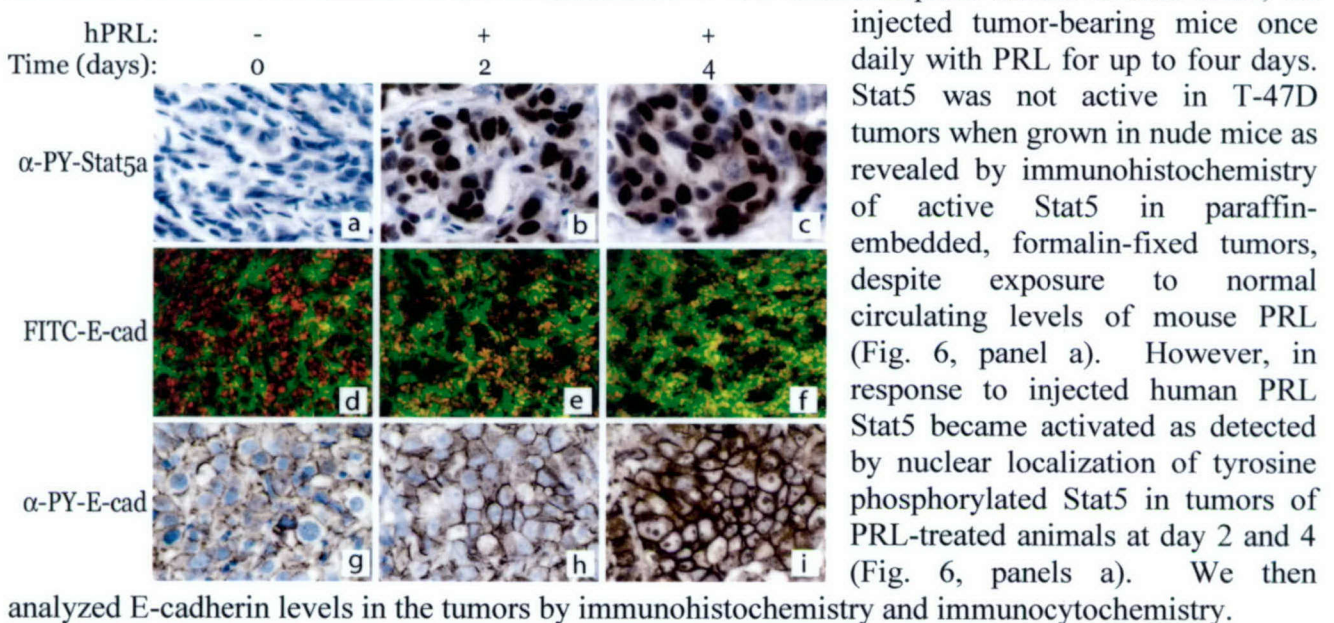 hPRL: - + +
Time (days): 0 2 4
α-PY-Stat5a
a b c
FITC-E-cad
d e f
α-PY-E-cad
g h i
injected tumor-bearing mice once
daily with PRL for up to four days.
Stat5 was not active in T-47D
tumors when grown in nude mice as
revealed by immunohistochemistry
of active Stat5 in paraffin-
embedded, formalin-fixed tumors,
despite exposure to normal
circulating levels of mouse PRL
(Fig. 6, panel a). However, in
response to injected human PRL
Stat5 became activated as detected
by nuclear localization of tyrosine
phosphorylated Stat5 in tumors of
PRL-treated animals at day 2 and 4
(Fig. 6, panels a). We then
analyzed E-cadherin levels in the tumors by immunohistochemistry and immunocytochemistry.